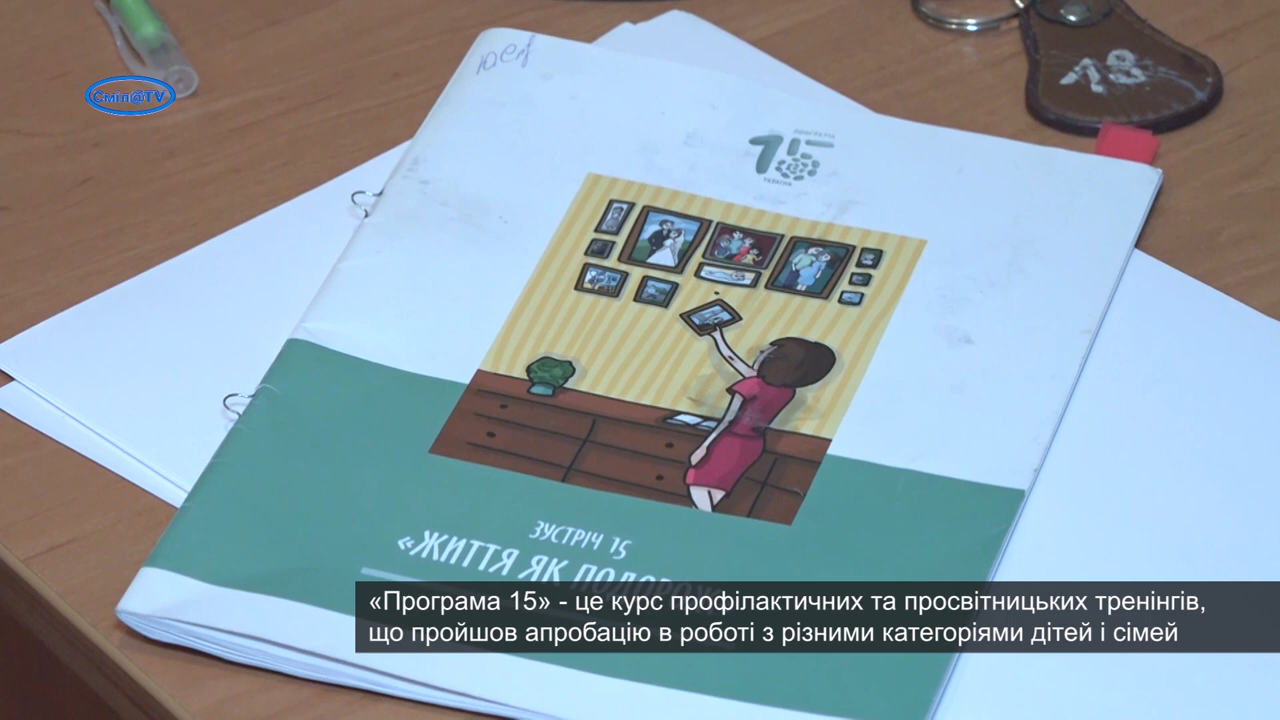 Сміл@TV
18
ПРОГРАМА
15
ЗУСТРІЧ 15
«ЖИТТЯ ЯК
«Програма 15» - це курс профілактичних та просвітницьких тренінгів,
що пройшов апробацію в роботі з різними категоріями дітей і сімей